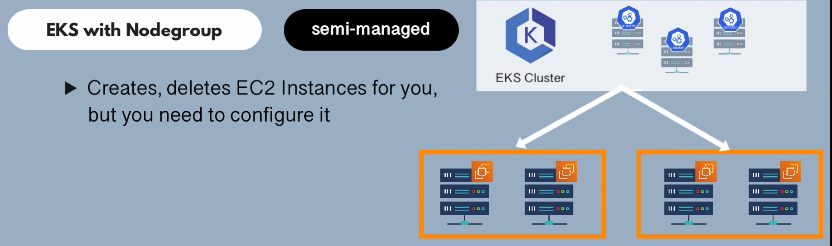 EKS with Nodegroup
semi-managed
Creates, deletes EC2 Instances for you,
but you need to configure it
EKS Cluster